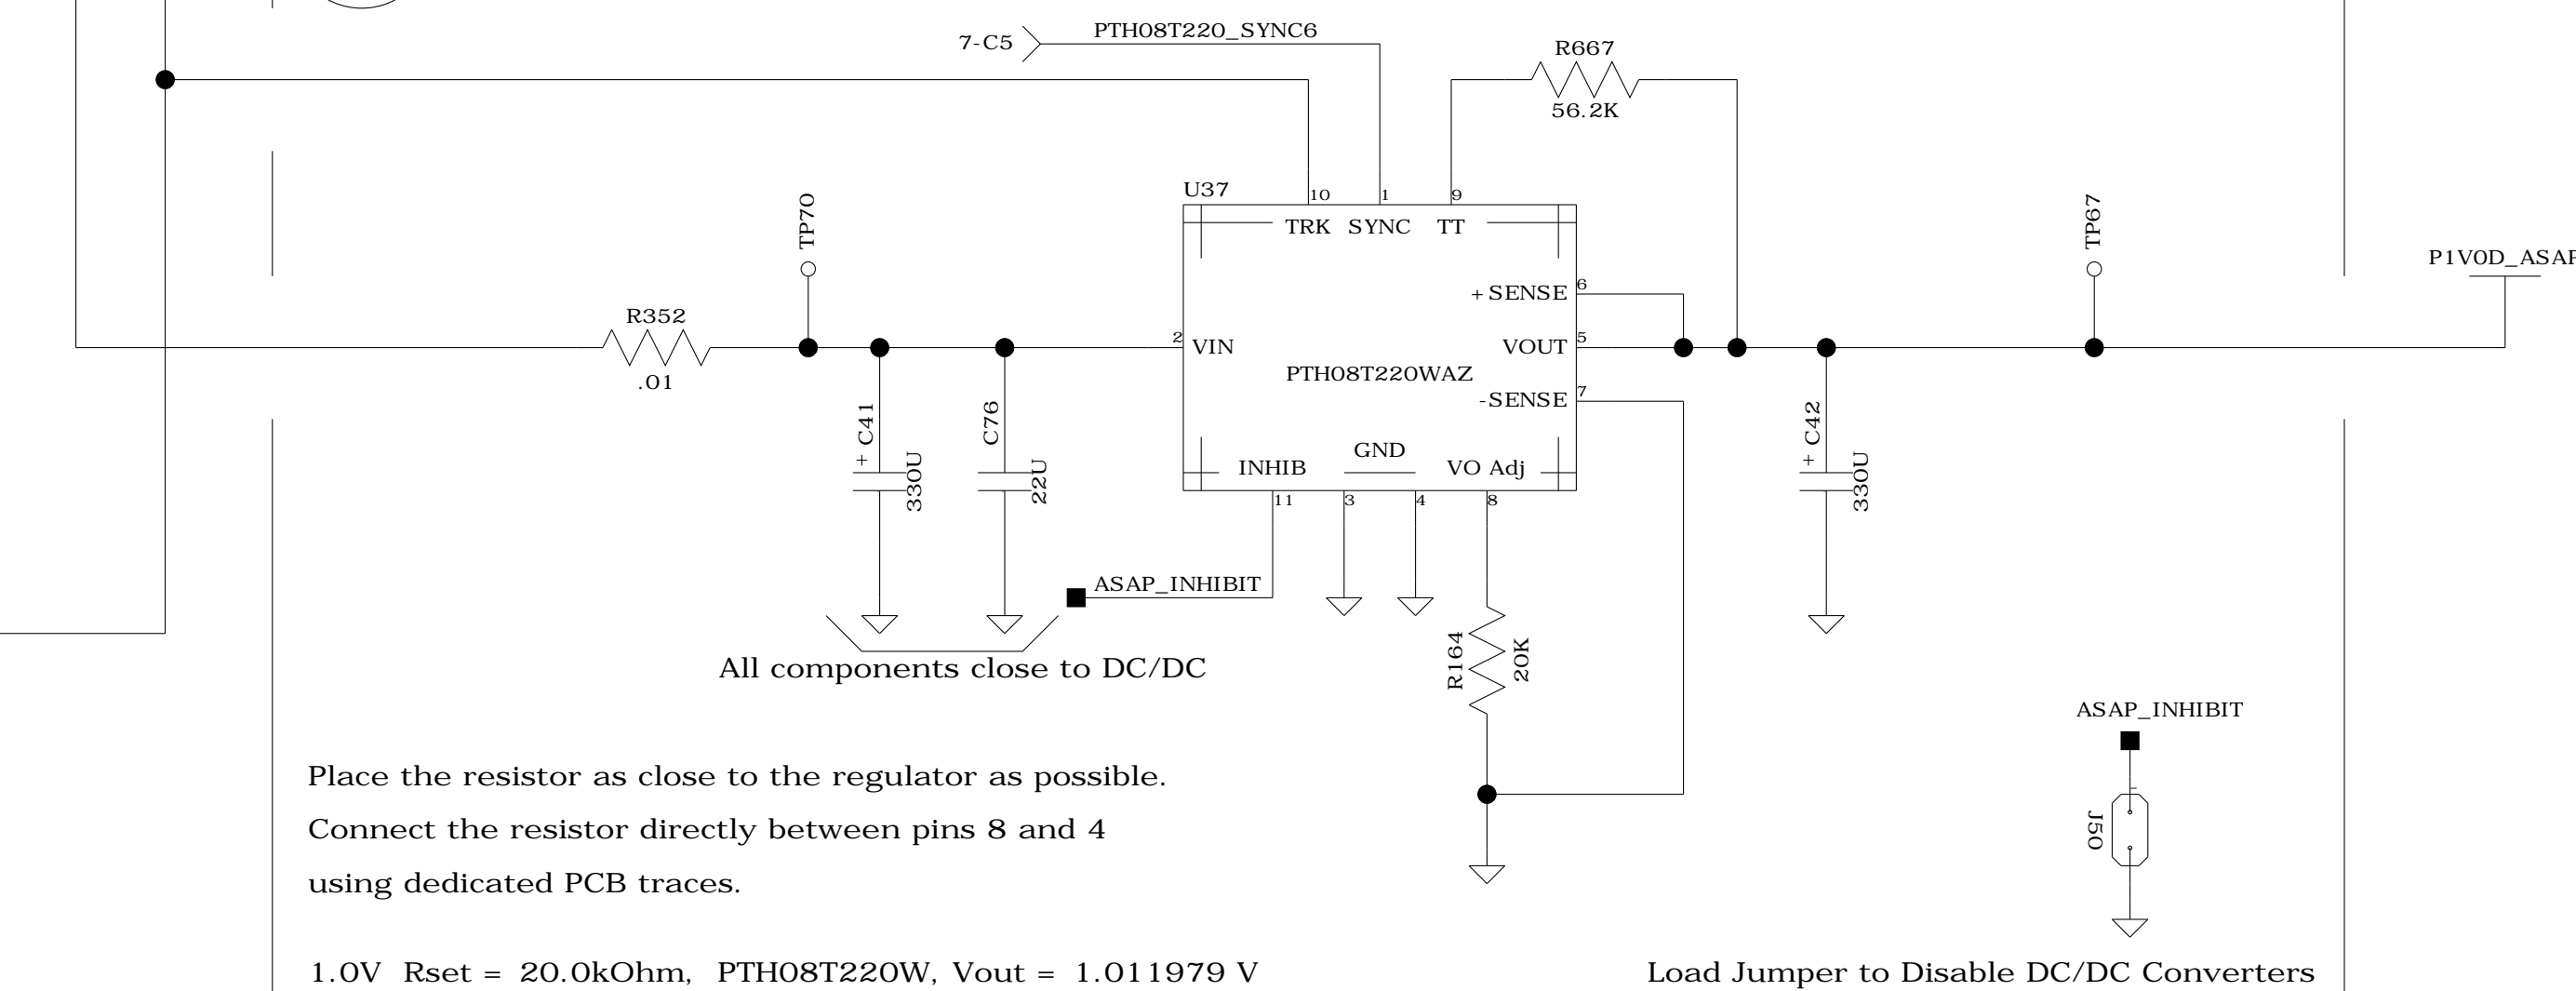 7-C5
PTH08T220_SYNC6
R667
56.2K
U37
10
1
9
TRK SYNC TT
TP70
TP67
P1V0D_ASAP
+SENSE
6
R352
.01
2
VIN
VOUT
5
PTH08T220WAZ
-SENSE
7
+ C41
330U
C76
22U
GND
INHIB
VO Adj
11
3
4
8
+ C42
330U
ASAP_INHIBIT
All components close to DC/DC
R164
20K
ASAP_INHIBIT
1
J50
Place the resistor as close to the regulator as possible.
Connect the resistor directly between pins 8 and 4
using dedicated PCB traces.
1.0V Rset = 20.0kOhm, PTH08T220W, Vout = 1.011979 V
Load Jumper to Disable DC/DC Converters